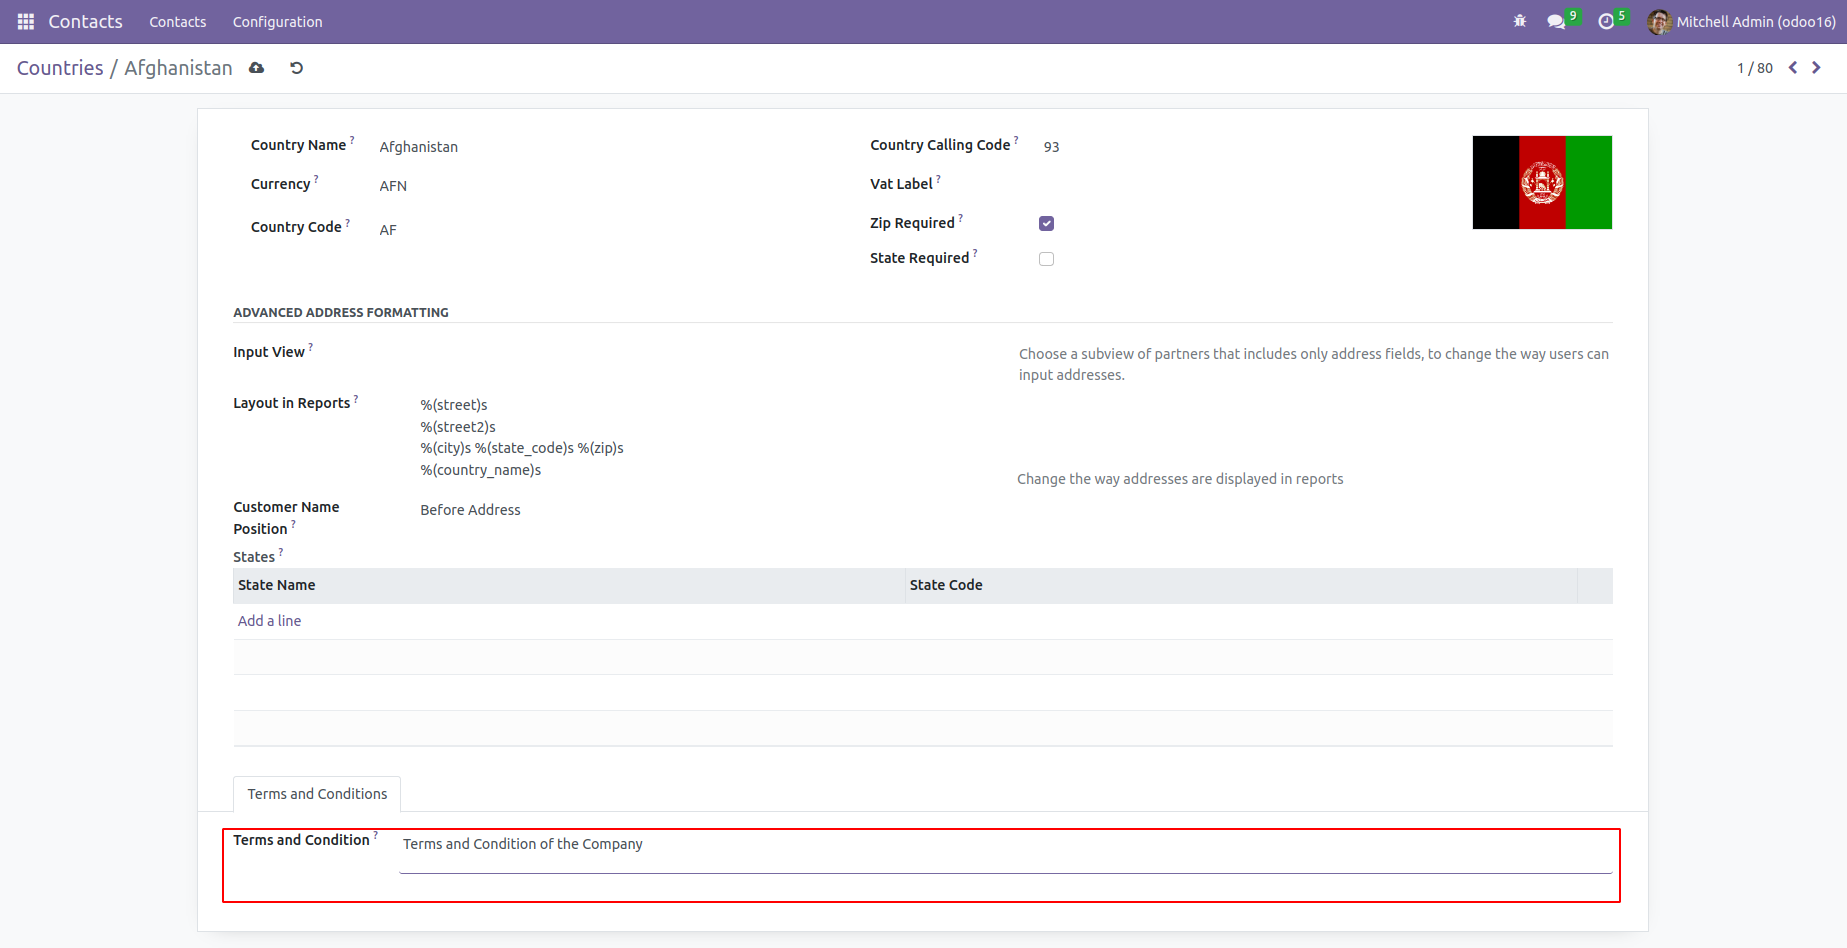 Contacts Contacts Configuration 9 5 Mitchell Admin (odoo16)
Countries / Afghanistan 1 / 80
Country Name ? Afghanistan
Currency ? AFN
Country Code ? AF
Country Calling Code ? 93
Vat Label ?
Zip Required ?
State Required ?
ADVANCED ADDRESS FORMATTING
Input View ?
Choose a subview of partners that includes only address fields, to change the way users can
input addresses.
Layout in Reports ? %(street)s
%(street2)s
%(city)s %(state_code)s %(zip)s
%(country_name)s
Change the way addresses are displayed in reports
Customer Name
Position ?
Before Address
States ?
State Name State Code
Add a line
Terms and Conditions
Terms and Condition ? Terms and Condition of the Company